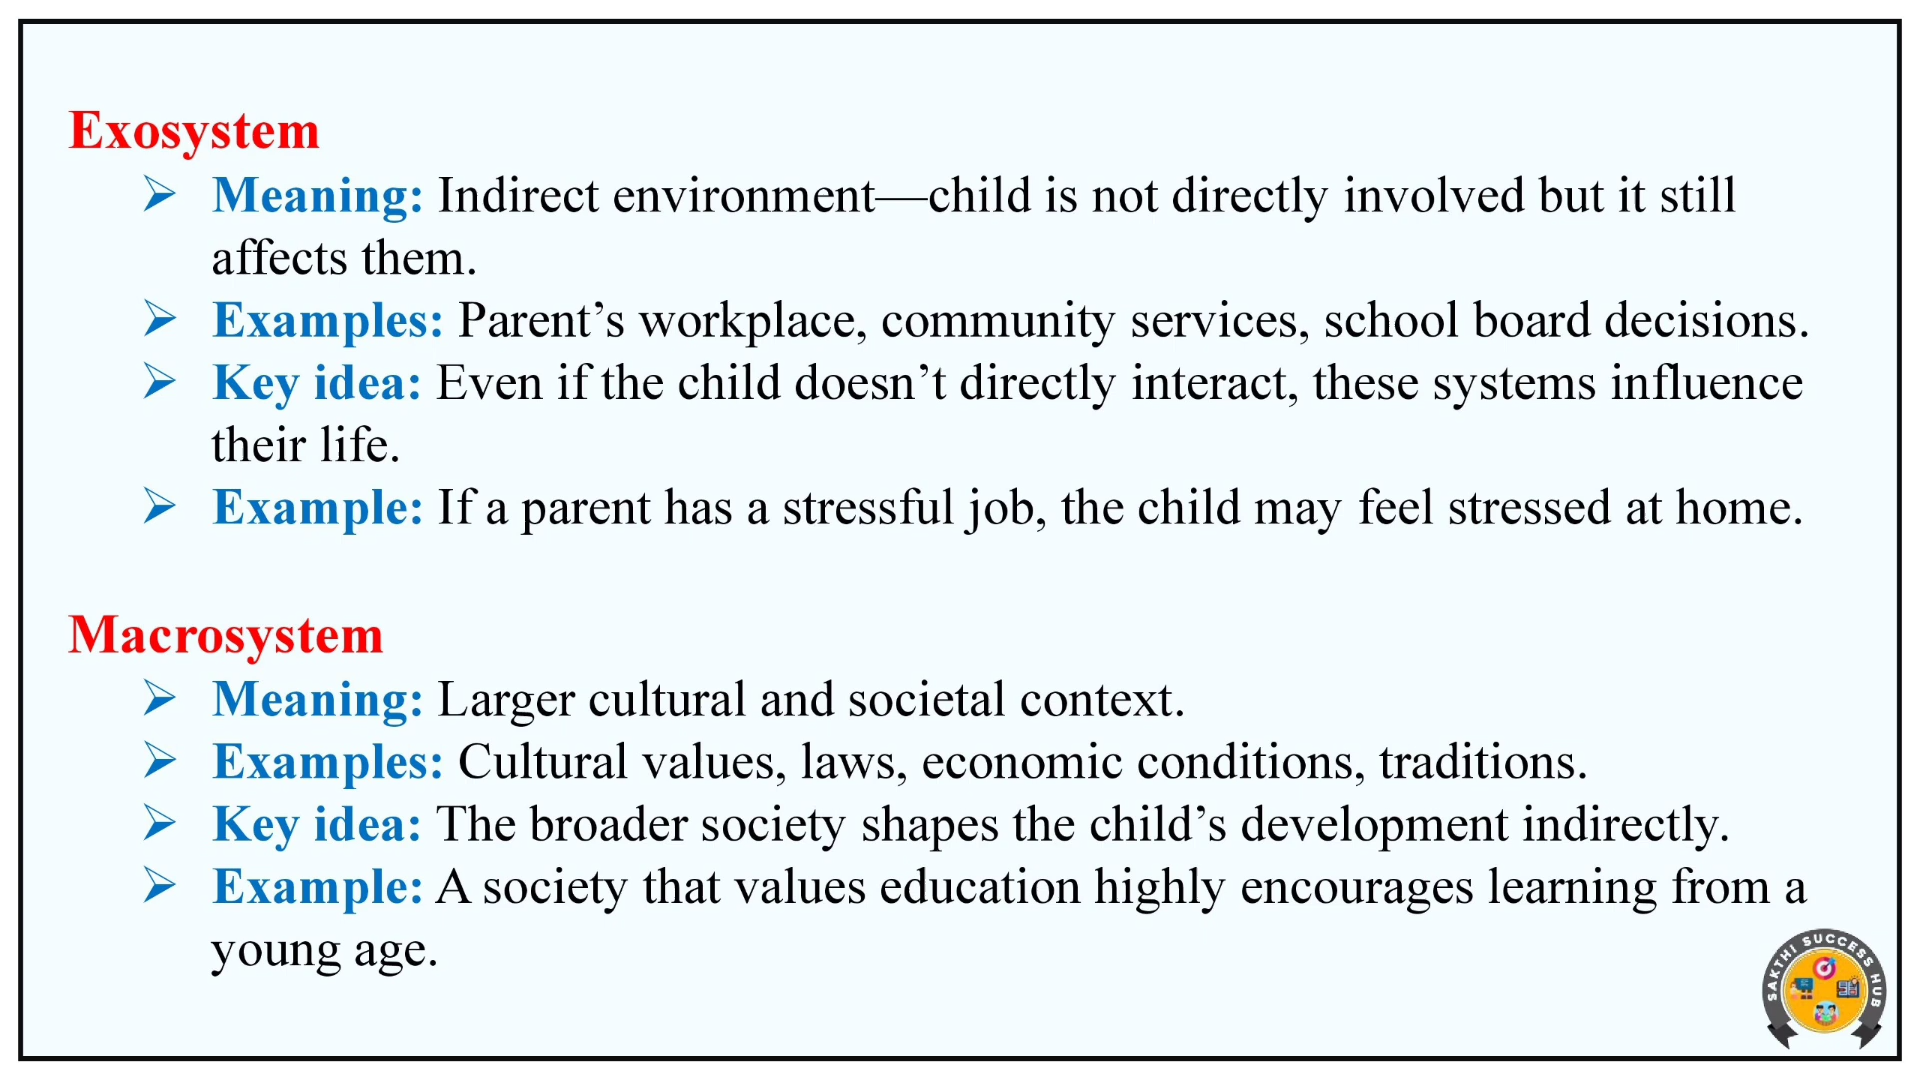 Exosystem
➢ Meaning: Indirect environment—child is not directly involved but it still
affects them.
➢ Examples: Parent’s workplace, community services, school board decisions.
➢ Key idea: Even if the child doesn’t directly interact, these systems influence
their life.
➢ Example: If a parent has a stressful job, the child may feel stressed at home.
Macrosystem
➢ Meaning: Larger cultural and societal context.
➢ Examples: Cultural values, laws, economic conditions, traditions.
➢ Key idea: The broader society shapes the child’s development indirectly.
➢ Example: A society that values education highly encourages learning from a
young age.
SAKTHI SUCCESS HUB